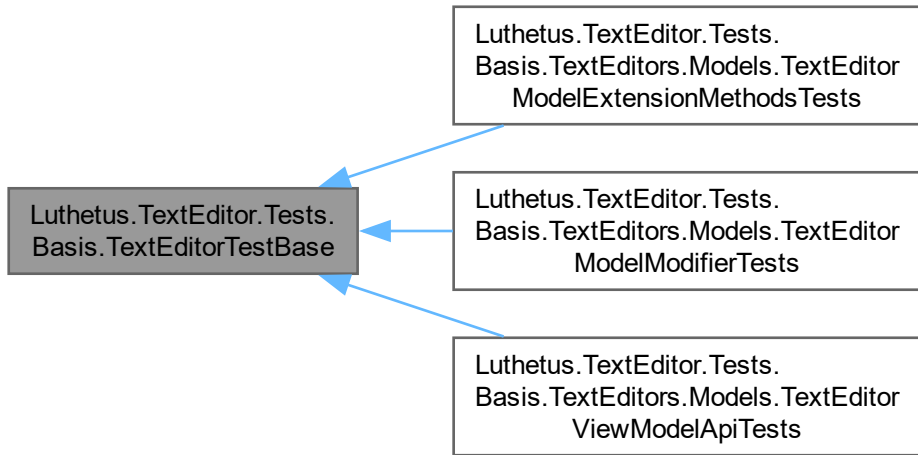 Luthetus.TextEditor.Tests.
Basis.TextEditorTestBase
Luthetus.TextEditor.Tests.
Basis.TextEditors.Models.TextEditor
ModelExtensionMethodsTests
Luthetus.TextEditor.Tests.
Basis.TextEditors.Models.TextEditor
ModelModifierTests
Luthetus.TextEditor.Tests.
Basis.TextEditors.Models.TextEditor
ViewModelApiTests